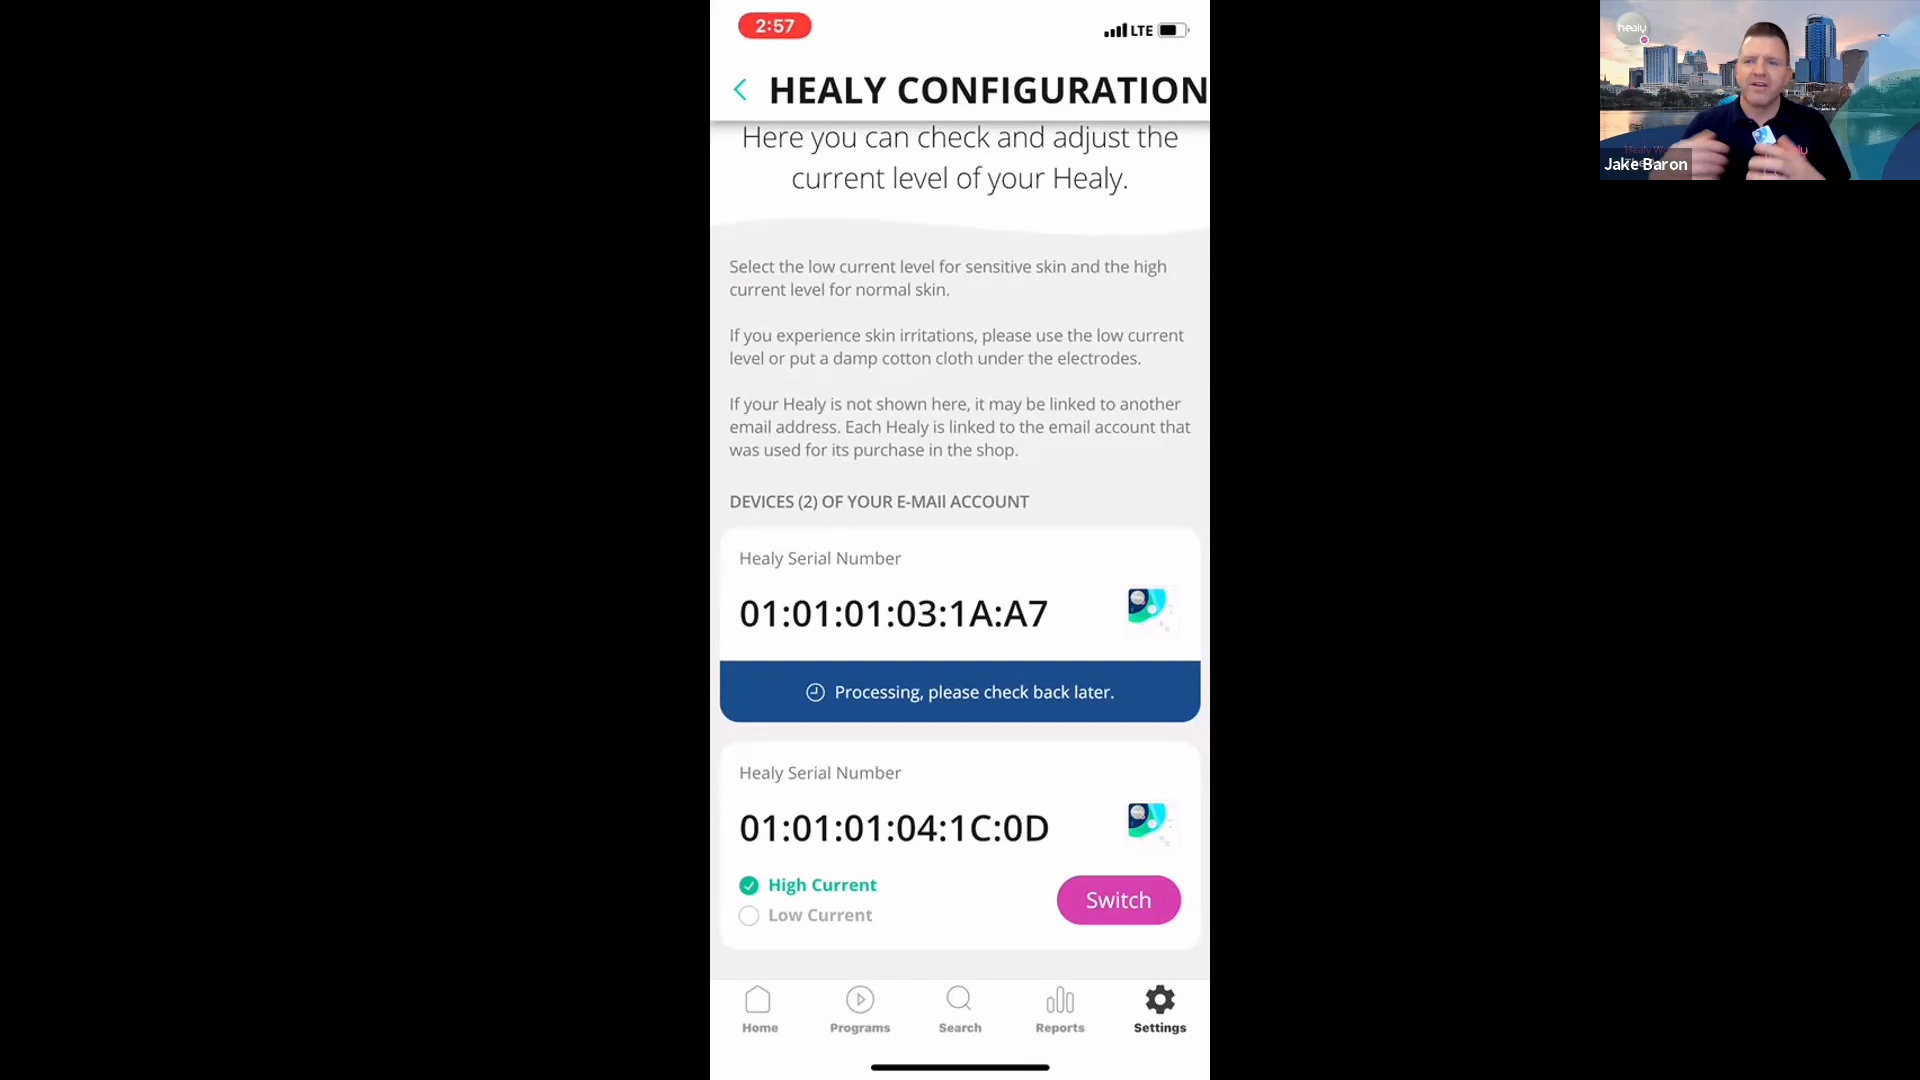 2:57
LTE
HEALY CONFIGURATION
Here you can check and adjust the
current level of your Healy.
Select the low current level for sensitive skin and the high
current level for normal skin.
If you experience skin irritations, please use the low current
level or put a damp cotton cloth under the electrodes.
If your Healy is not shown here, it may be linked to another
email address. Each Healy is linked to the email account that
was used for its purchase in the shop.
DEVICES (2) OF YOUR E-MAIl ACCOUNT
Healy Serial Number
01:01:01:03:1A:A7
Processing, please check back later.
Healy Serial Number
01:01:01:04:1C:0D
High Current
Low Current
Switch
Home
Programs
Search
Reports
Settings
healy
Jake Baron